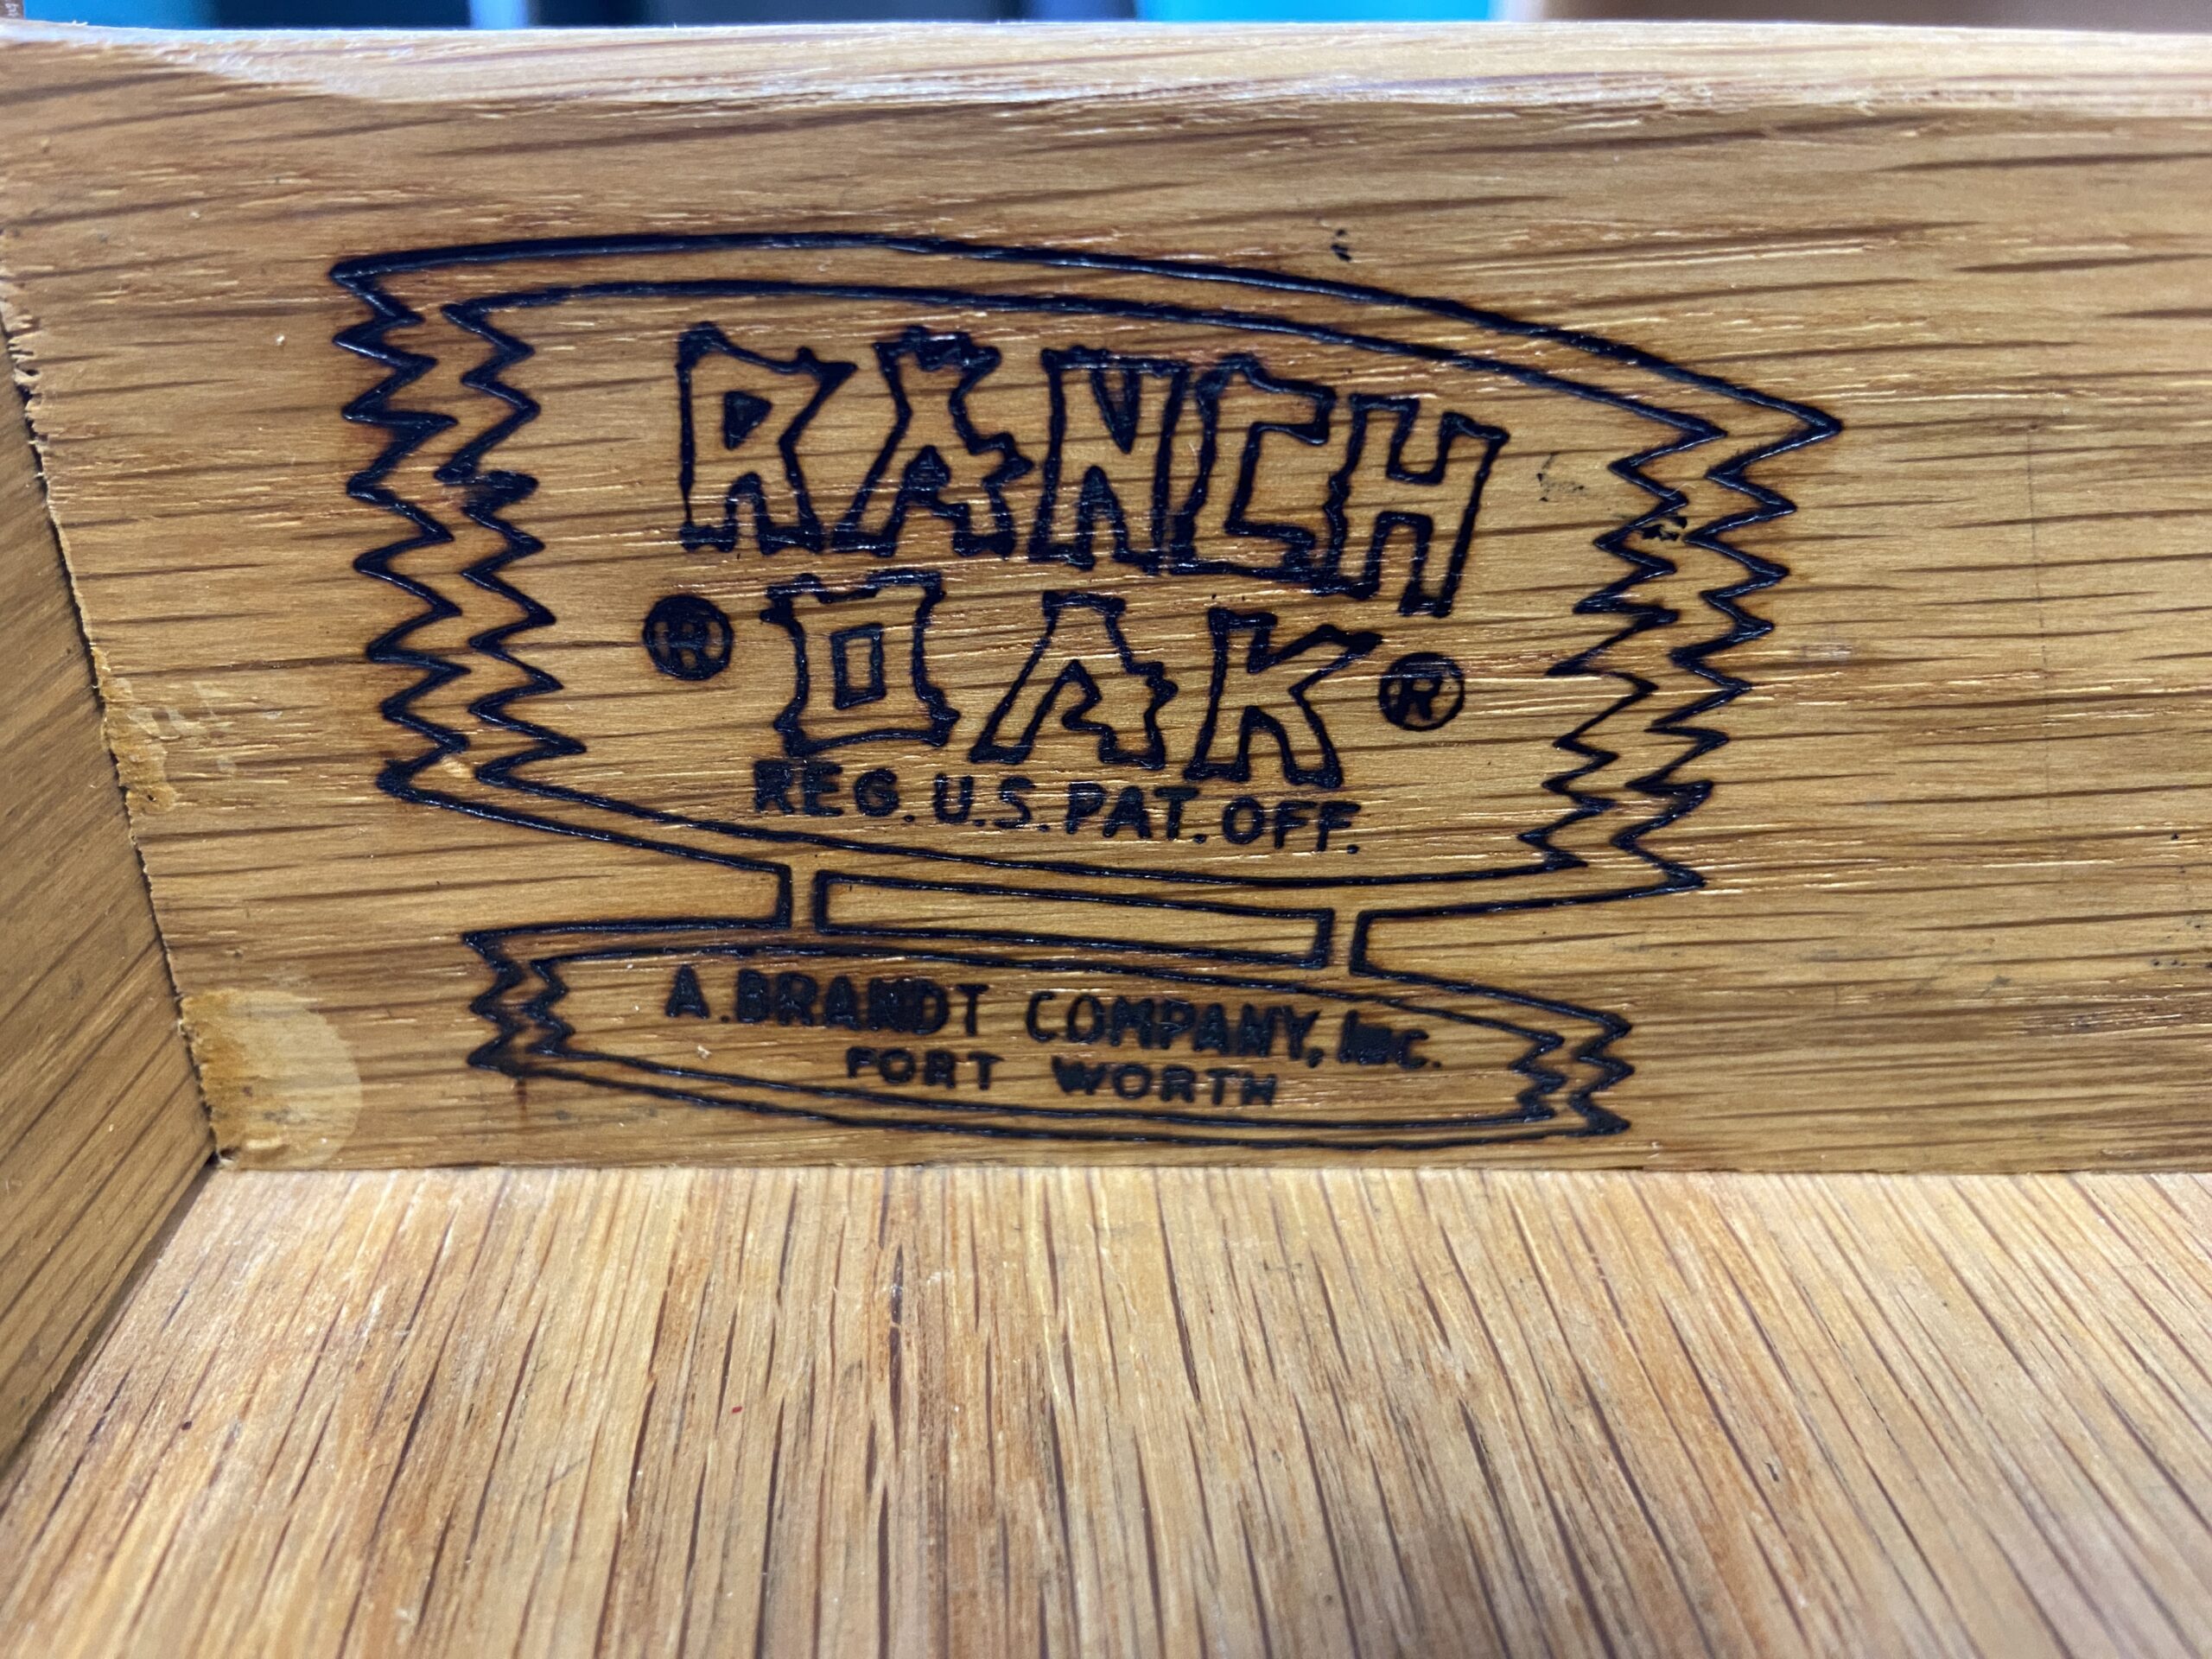 RANCH
Ⓗ OAK ®
REG. U.S. PAT. OFF.
A. BRANDT COMPANY, INC.
FORT WORTH